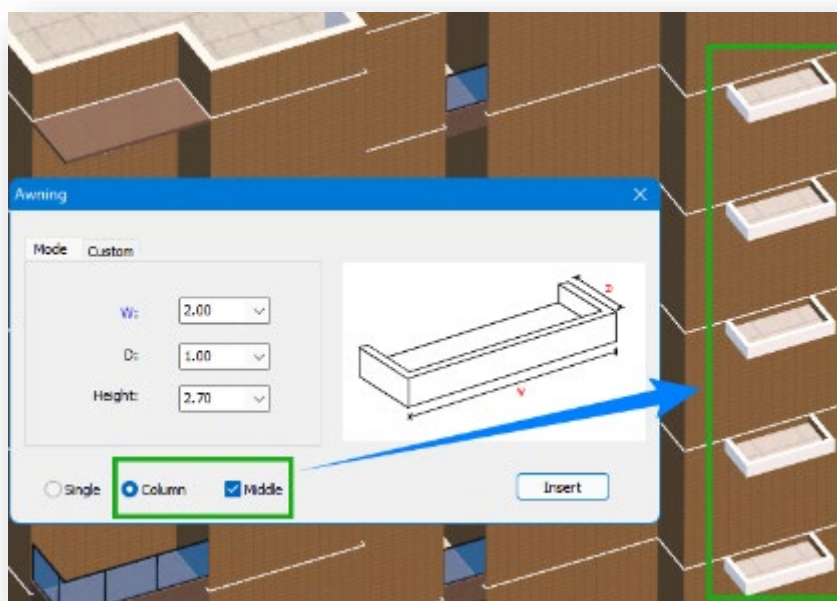 Awning
Mode Custom
W: 2.00
D: 1.00
Height: 2.70
D
W
Single Column Middle Insert